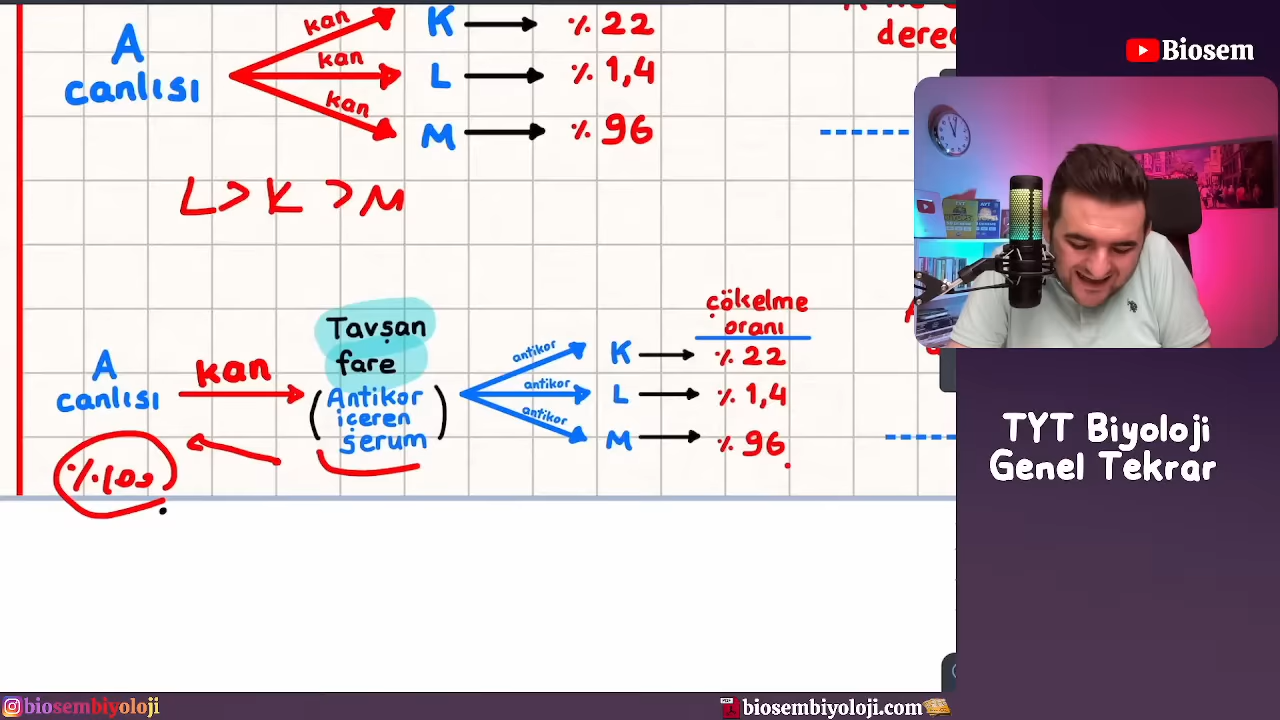 A
canlısı
kan
kan
kan
K
L
M
% 22
% 1,4
% 96
derec
L > K > M
A
canlısı
kan
Tavşan
fare
(Antikor
içeren
serum)
antikor
antikor
antikor
K
L
M
çökelme
oranı
% 22
% 1,4
% 96
%100
Biosem
TYT Biyoloji
Genel Tekrar
biosembiyoloji
biosembiyoloji.com